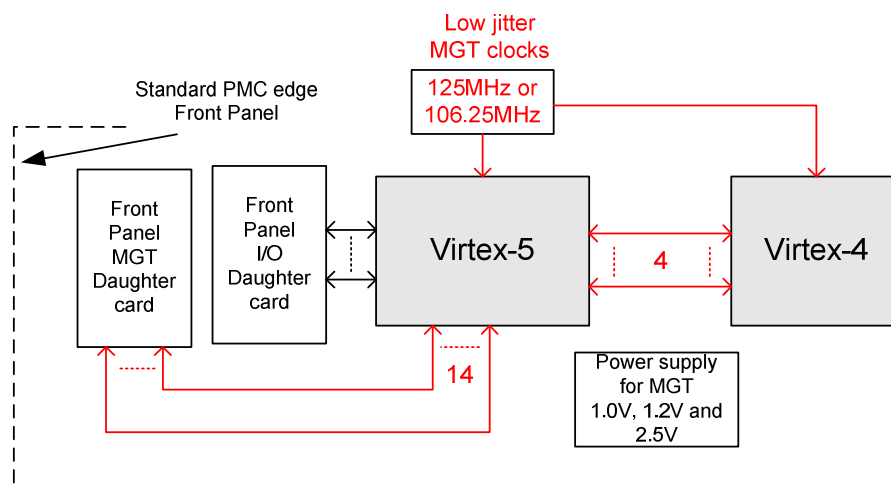 Low jitter
MGT clocks
125MHz or
106.25MHz
Standard PMC edge
Front Panel
Front
Panel
MGT
Daughter
card
Front
Panel
I/O
Daughter
card
Virtex-5
4
Virtex-4
14
Power supply
for MGT
1.0V, 1.2V and
2.5V